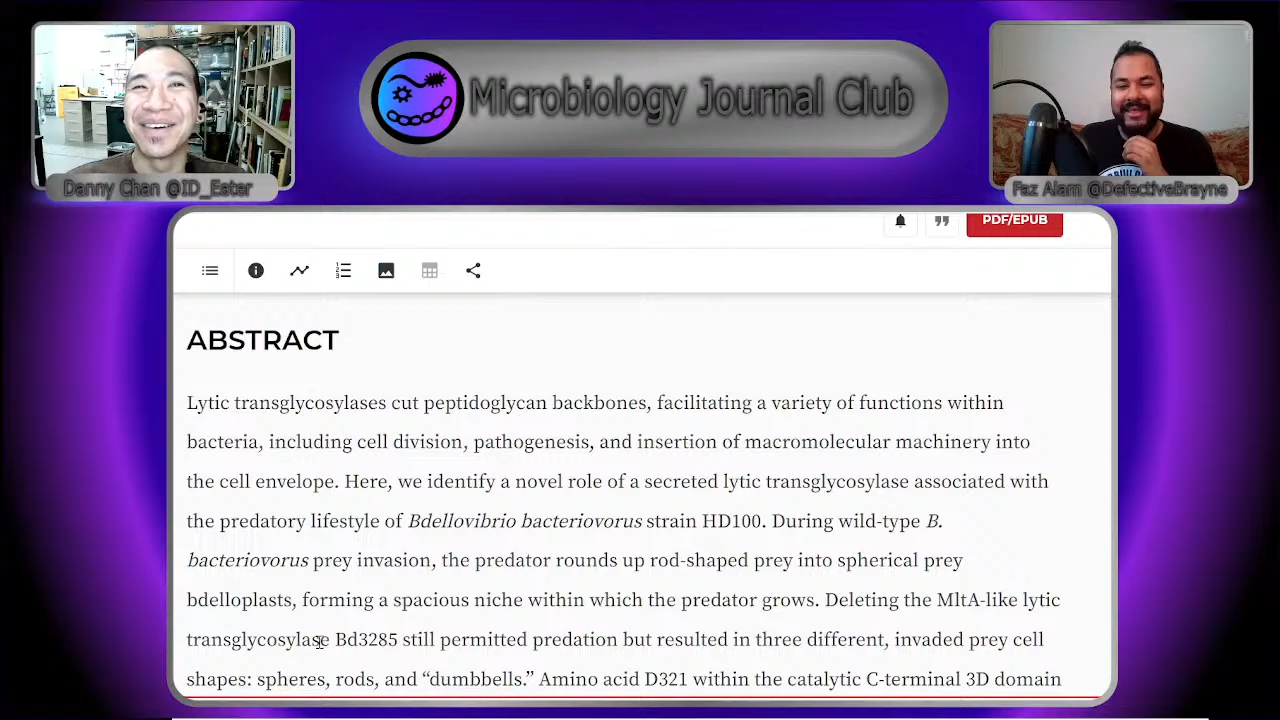 Microbiology Journal Club
Danny Chan @ID_Eater
Faz Alam @DefectiveBrayne
PDF/EPUB
ABSTRACT
Lytic transglycosylases cut peptidoglycan backbones, facilitating a variety of functions within
bacteria, including cell division, pathogenesis, and insertion of macromolecular machinery into
the cell envelope. Here, we identify a novel role of a secreted lytic transglycosylase associated with
the predatory lifestyle of Bdellovibrio bacteriovorus strain HD100. During wild-type B.
bacteriovorus prey invasion, the predator rounds up rod-shaped prey into spherical prey
bdelloplasts, forming a spacious niche within which the predator grows. Deleting the MltA-like lytic
transglycosylase Bd3285 still permitted predation but resulted in three different, invaded prey cell
shapes: spheres, rods, and “dumbbells.” Amino acid D321 within the catalytic C-terminal 3D domain